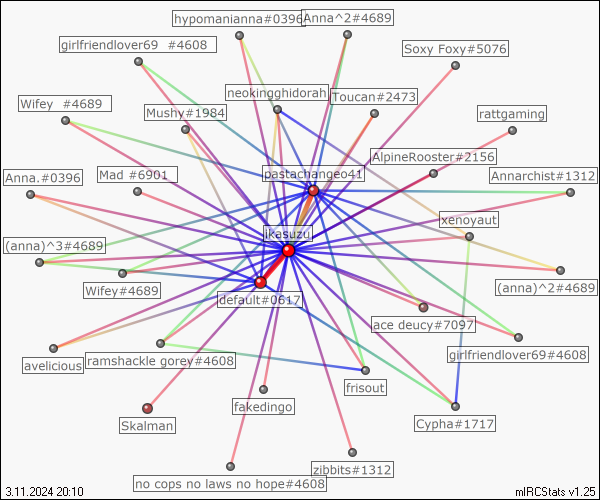 hypomanianna#0396
Anna^2#4689
girlfriendlover69 #4608
Soxy Foxy#5076
neokingghidorah
Toucan#2473
Wifey #4689
Mushy#1984
rattgaming
AlpineRooster#2156
pastachangeo41
Anna.#0396
Mad #6901
Annarchist#1312
xenoyaut
ikasuzu
(anna)^3#4689
Wifey#4689
(anna)^2#4689
default#0617
ace deucy#7097
girlfriendlover69#4608
avelicious
ramshackle gorey#4608
frisout
fakedingo
Skalman
Cypha#1717
zibbits#1312
no cops no laws no hope#4608
3.11.2024 20:10
mIRCStats v1.25